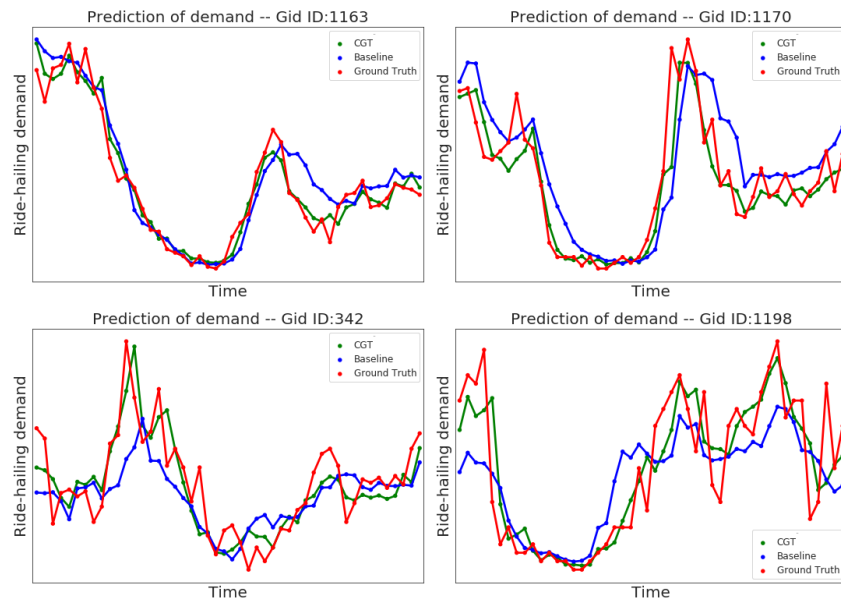 Prediction of demand -- Gid ID:1163
CGT
Baseline
Ground Truth
Ride-hailing demand
Time
Prediction of demand -- Gid ID:1170
CGT
Baseline
Ground Truth
Ride-hailing demand
Time
Prediction of demand -- Gid ID:342
CGT
Baseline
Ground Truth
Ride-hailing demand
Time
Prediction of demand -- Gid ID:1198
CGT
Baseline
Ground Truth
Ride-hailing demand
Time